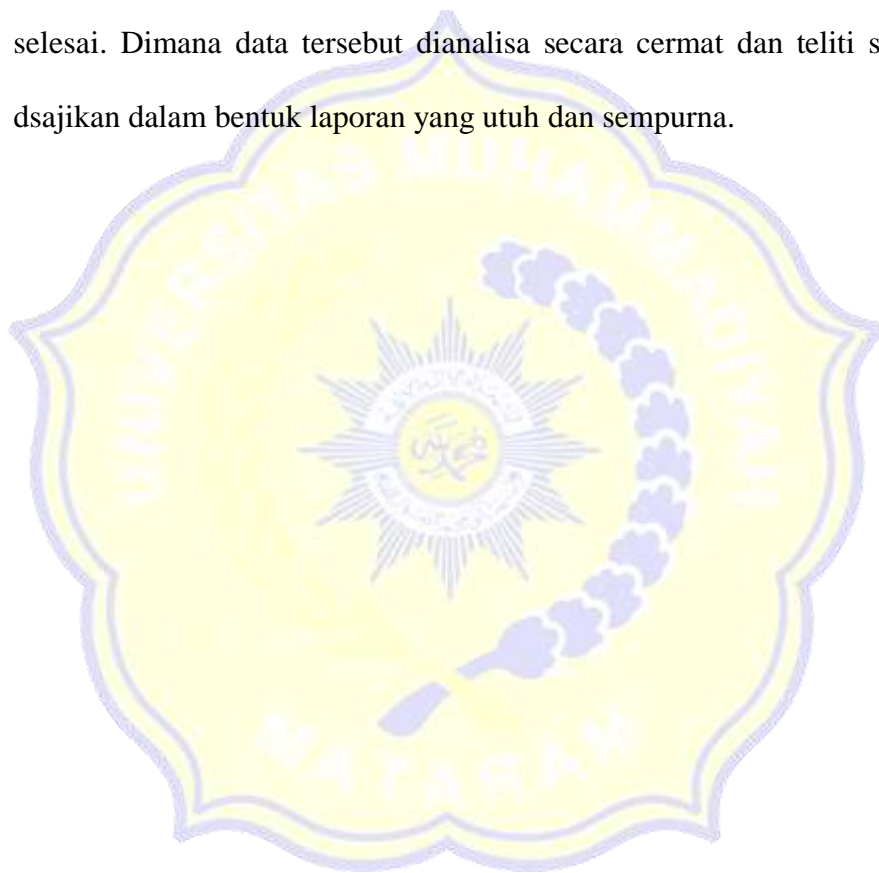 selesai. Dimana data tersebut dianalisa secara cermat dan teliti s
dsajikan dalam bentuk laporan yang utuh dan sempurna.
UNIVERSITAS MUHAMMADIYAH
MATARAM